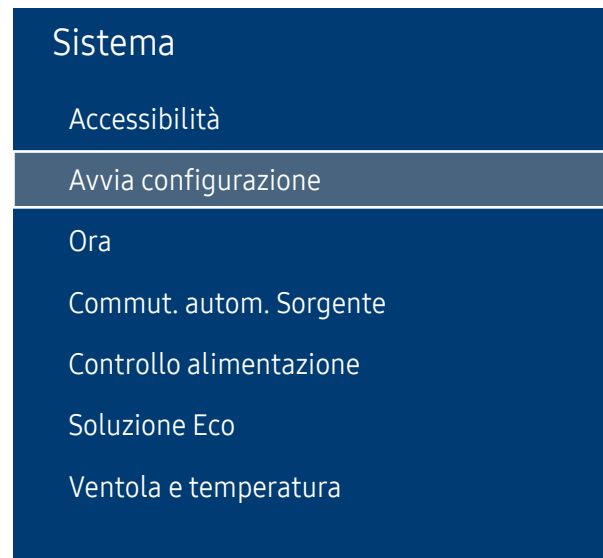 Sistema
Accessibilità
Avvia configurazione
Ora
Commut. autom. Sorgente
Controllo alimentazione
Soluzione Eco
Ventola e temperatura